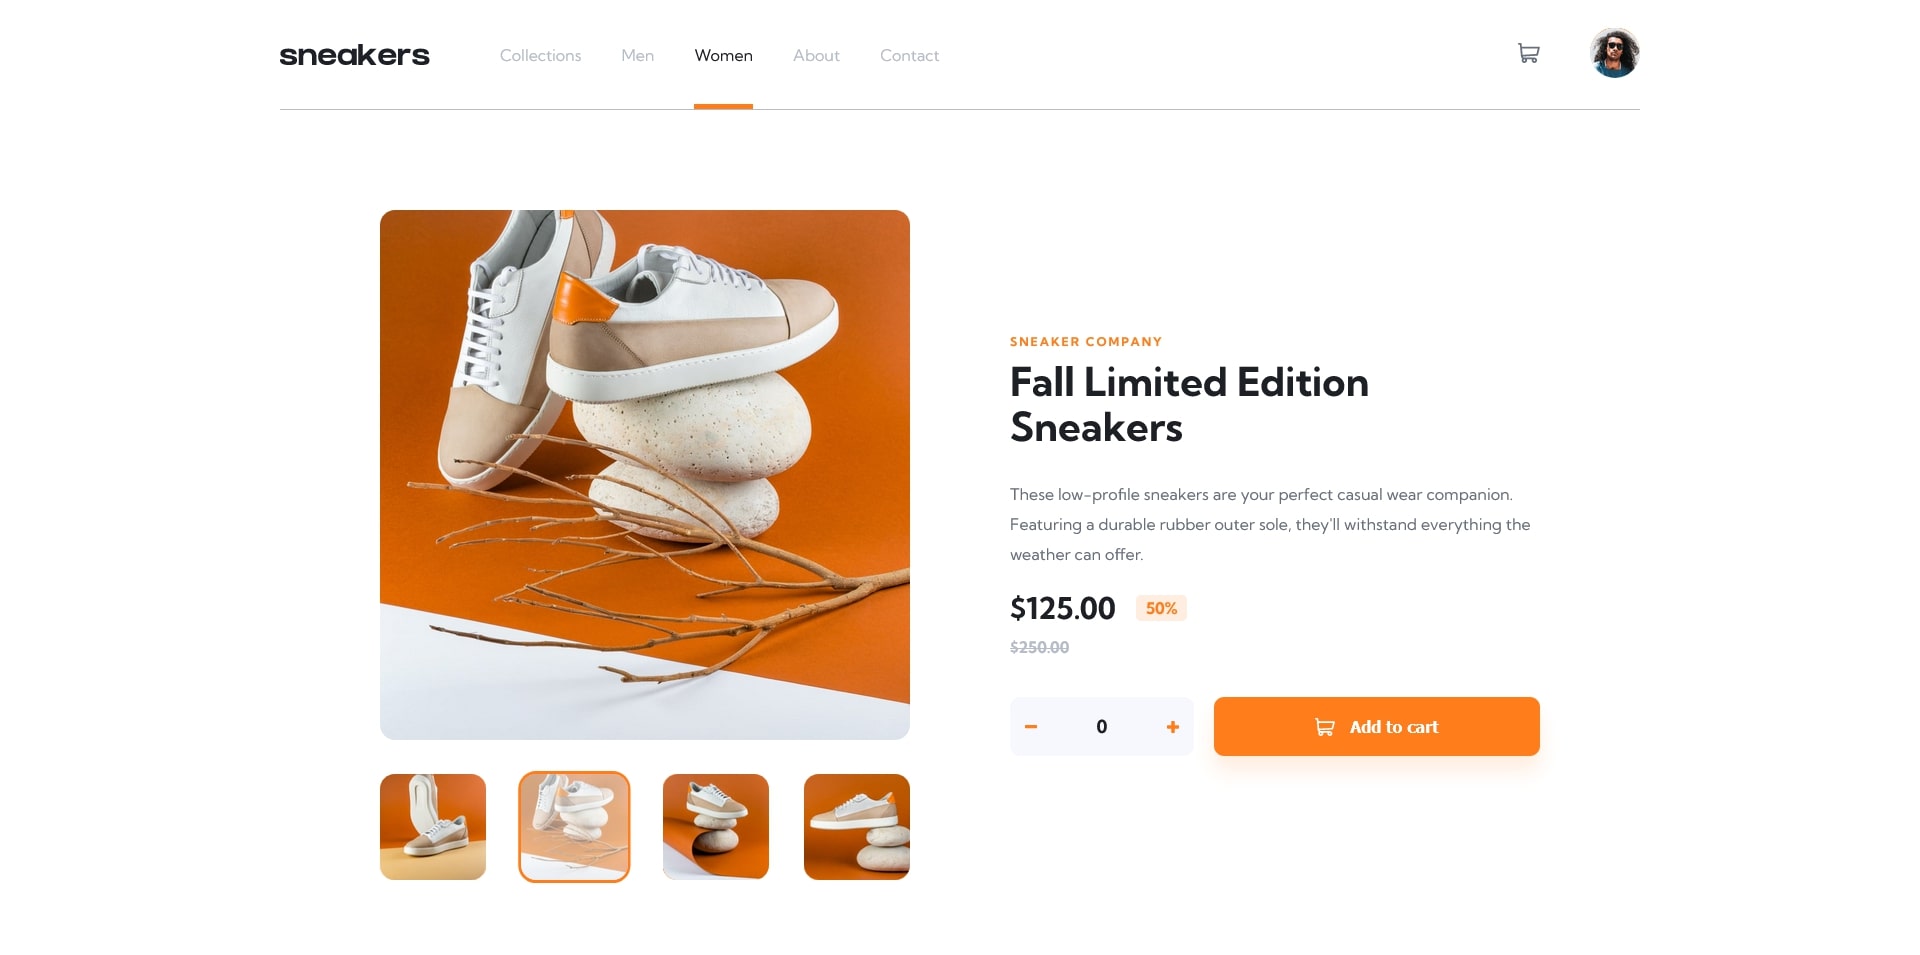 sneakers
Collections Men Women About Contact
SNEAKER COMPANY
Fall Limited Edition
Sneakers
These low-profile sneakers are your perfect casual wear companion.
Featuring a durable rubber outer sole, they'll withstand everything the
weather can offer.
$125.00 50%
$250.00
− 0 + Add to cart